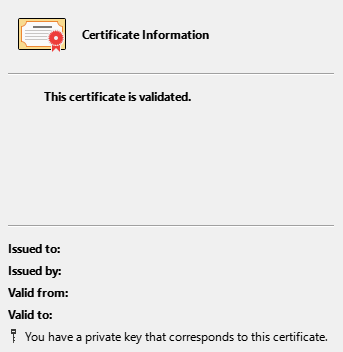 Certificate Information
This certificate is validated.
Issued to:
Issued by:
Valid from:
Valid to:
You have a private key that corresponds to this certificate.